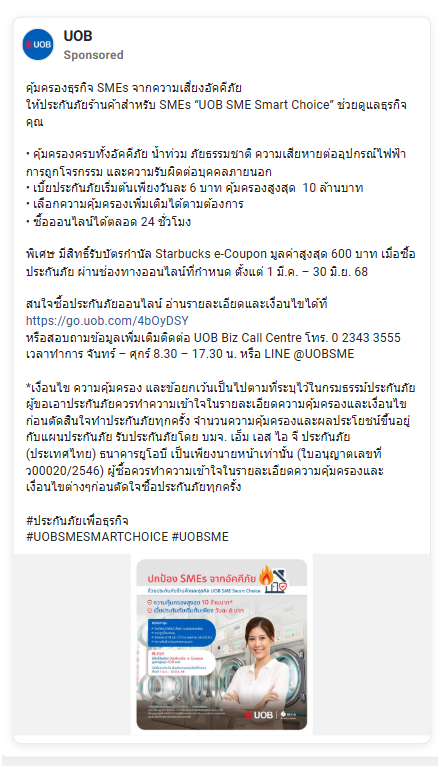 UOB
UOB
Sponsored
คุ้มครองธุรกิจ SMEs จากความเสี่ยงอัคคีภัย
ให้ประกันภัยร้านค้าสำหรับ SMEs “UOB SME Smart Choice” ช่วยดูแลธุรกิจ
คุณ
• คุ้มครองครบทั้งอัคคีภัย น้ำท่วม ภัยธรรมชาติ ความเสียหายต่ออุปกรณ์ไฟฟ้า
การถูกโจรกรรม และความรับผิดต่อบุคคลภายนอก
• เบี้ยประกันภัยเริ่มต้นเพียงวันละ 6 บาท คุ้มครองสูงสุด 10 ล้านบาท
• เลือกความคุ้มครองเพิ่มเติมได้ตามต้องการ
• ซื้อออนไลน์ได้ตลอด 24 ชั่วโมง
พิเศษ มีสิทธิ์รับบัตรกำนัล Starbucks e-Coupon มูลค่าสูงสุด 600 บาท เมื่อซื้อ
ประกันภัย ผ่านช่องทางออนไลน์ที่กำหนด ตั้งแต่ 1 มี.ค. – 30 มิ.ย. 68
สนใจซื้อประกันภัยออนไลน์ อ่านรายละเอียดและเงื่อนไขได้ที่
https://go.uob.com/4bOyDSY
หรือสอบถามข้อมูลเพิ่มเติมติดต่อ UOB Biz Call Centre โทร. 0 2343 3555
เวลาทำการ จันทร์ – ศุกร์ 8.30 – 17.30 น. หรือ LINE @UOBSME
*เงื่อนไข ความคุ้มครอง และข้อยกเว้นเป็นไปตามที่ระบุไว้ในกรมธรรม์ประกันภัย
ผู้ขอเอาประกันภัยควรทำความเข้าใจในรายละเอียดความคุ้มครองและเงื่อนไข
ก่อนตัดสินใจทำประกันภัยทุกครั้ง จำนวนความคุ้มครองและผลประโยชน์ขึ้นอยู่
กับแผนประกันภัย รับประกันภัยโดย บมจ. เอ็ม เอส ไอ จี ประกันภัย
(ประเทศไทย) ธนาคารยูโอบี เป็นเพียงนายหน้าเท่านั้น (ใบอนุญาตเลขที่
ว00020/2546) ผู้ซื้อควรทำความเข้าใจในรายละเอียดความคุ้มครองและ
เงื่อนไขต่างๆก่อนตัดใจซื้อประกันภัยทุกครั้ง
#ประกันภัยเพื่อธุรกิจ
#UOBSMESMARTCHOICE #UOBSME
ปกป้อง SMEs จากอัคคีภัย
ด้วยประกันภัยร้านค้าและธุรกิจ UOB SME Smart Choice
ความคุ้มครองสูงสุด 10 ล้านบาท*
เบี้ยประกันภัยเริ่มต้นเพียง วันละ 6 บาท
UOB